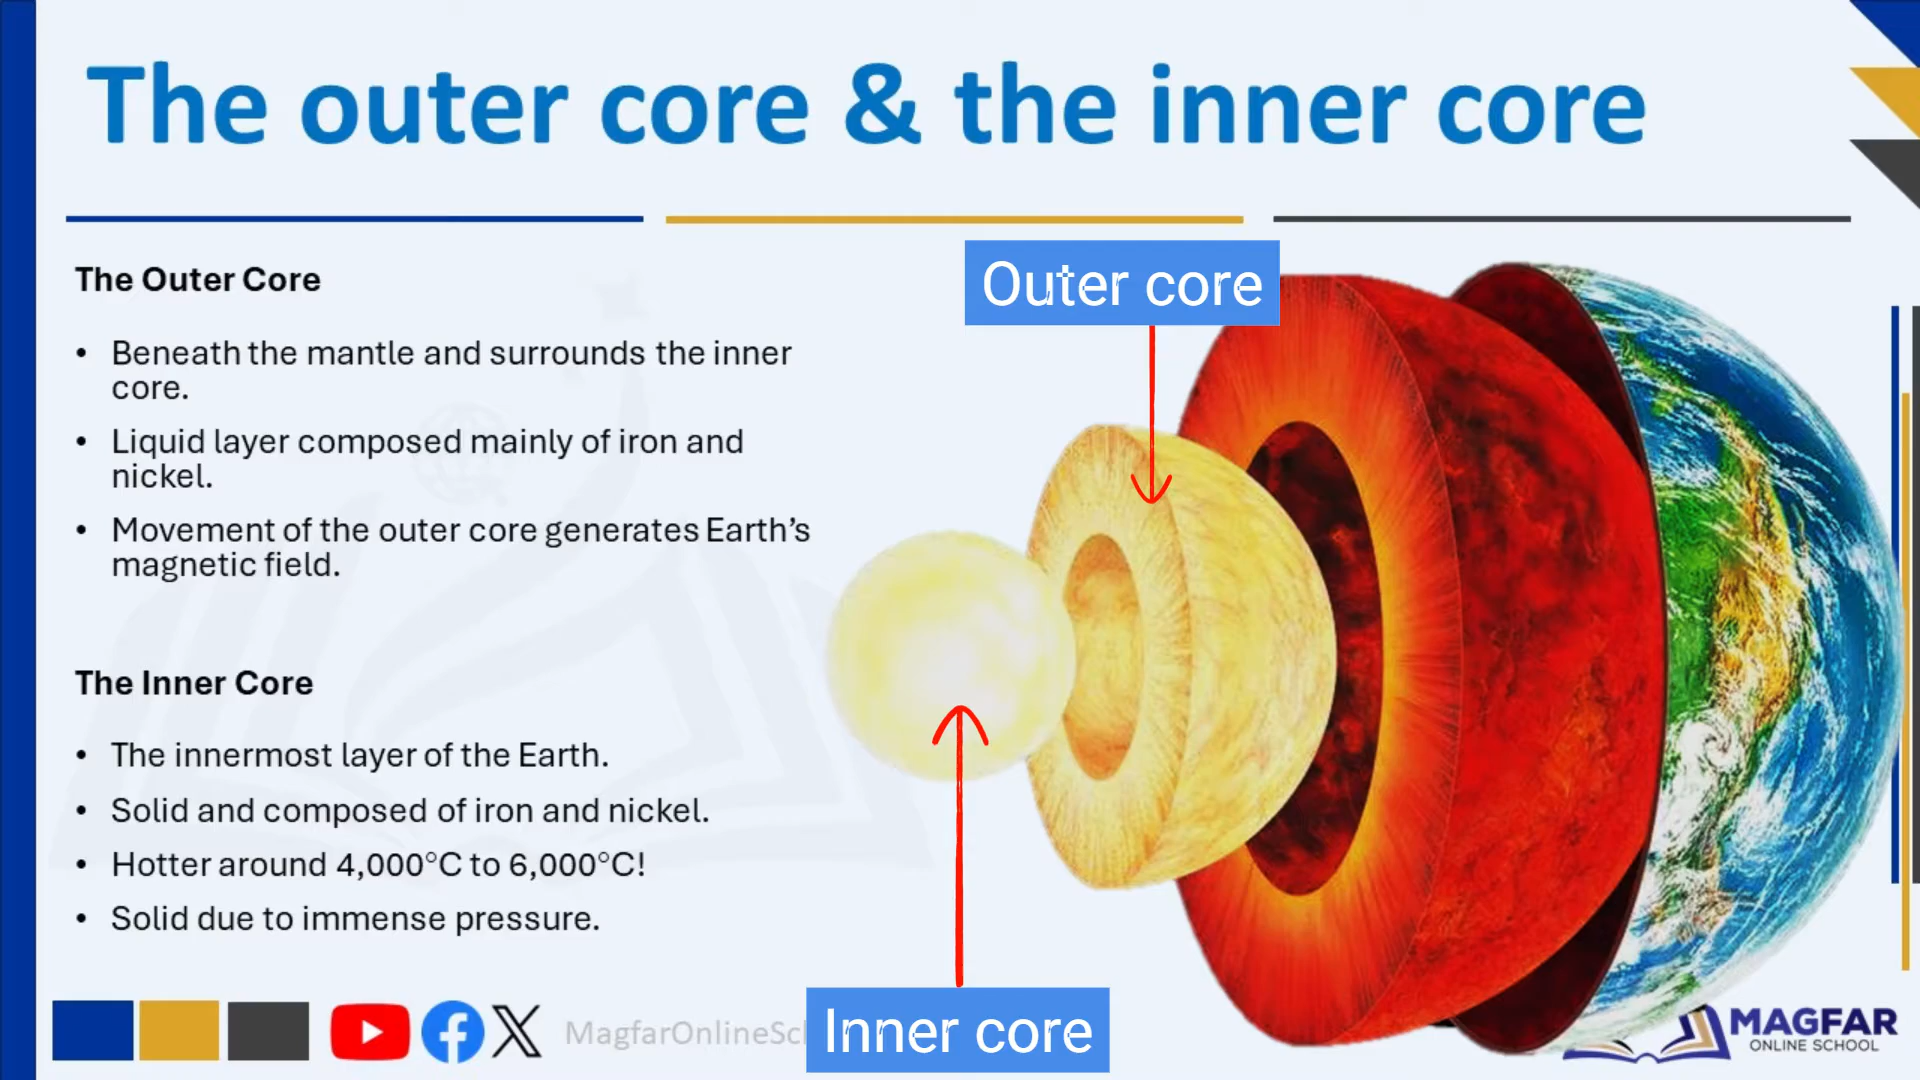 The outer core & the inner core
Outer core
The Outer Core
• Beneath the mantle and surrounds the inner
core.
• Liquid layer composed mainly of iron and
nickel.
• Movement of the outer core generates Earth’s
magnetic field.
The Inner Core
• The innermost layer of the Earth.
• Solid and composed of iron and nickel.
• Hotter around 4,000°C to 6,000°C!
• Solid due to immense pressure.
Inner core
MAGFAR
ONLINE SCHOOL